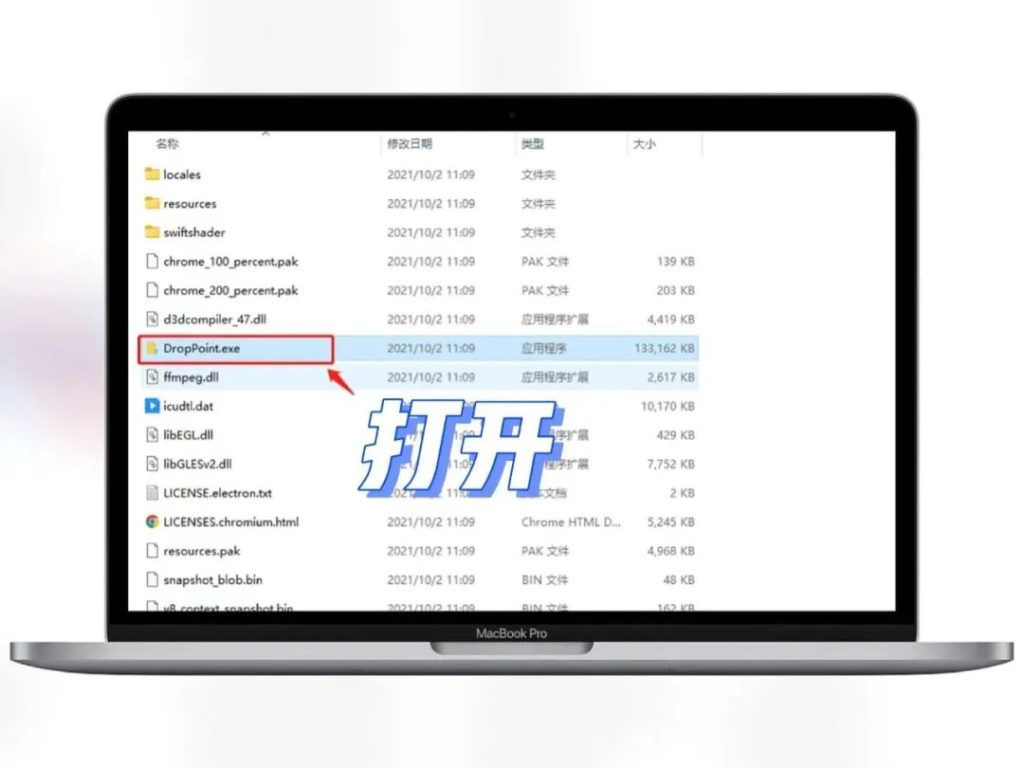 名称 修改日期 类型 大小
locales 2021/10/2 11:09 文件夹
resources 2021/10/2 11:09 文件夹
swiftshader 2021/10/2 11:09 文件夹
chrome_100_percent.pak 2021/10/2 11:09 PAK 文件 139 KB
chrome_200_percent.pak 2021/10/2 11:09 PAK 文件 203 KB
d3dcompiler_47.dll 2021/10/2 11:09 应用程序扩展 4,419 KB
DropPoint.exe 2021/10/2 11:09 应用程序 133,162 KB
ffmpeg.dll 2021/10/2 11:09 应用程序扩展 2,617 KB
icudtl.dat 10,170 KB
打开
libEGL.dll 序扩展 429 KB
libGLESv2.dll 程序扩展 7,752 KB
LICENSE.electron.txt 2021/10/2 11:0 文档 2 KB
LICENSES.chromium.html 2021/10/2 11:09 Chrome HTML D... 5,245 KB
resources.pak 2021/10/2 11:09 PAK 文件 4,968 KB
snapshot_blob.bin 2021/10/2 11:09 BIN 文件 48 KB
v8_context_snapshot.bin 2021/10/2 11:09 BIN 文件 162 KB
MacBook Pro